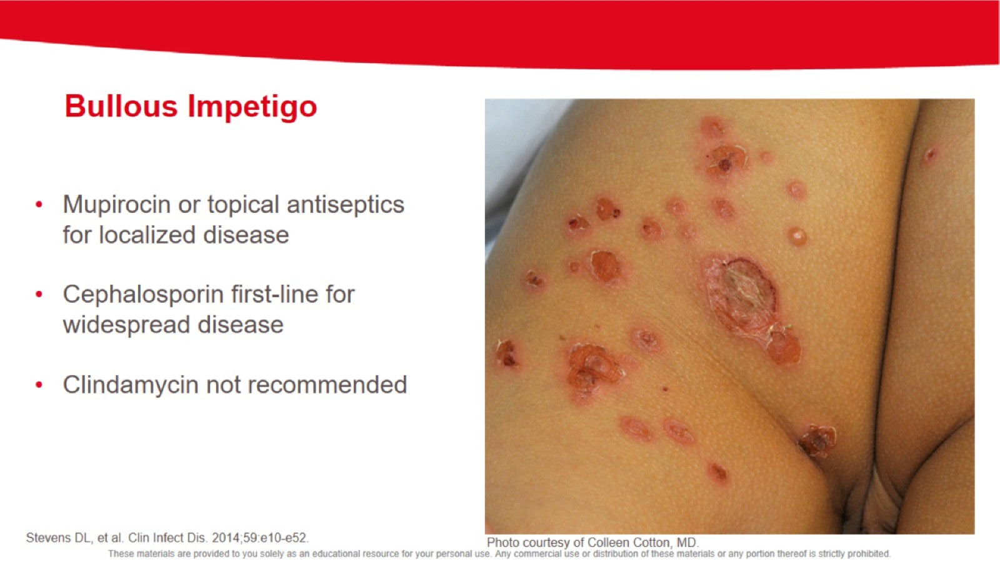 Bullous Impetigo
• Mupirocin or topical antiseptics
for localized disease
• Cephalosporin first-line for
widespread disease
• Clindamycin not recommended
Stevens DL, et al. Clin Infect Dis. 2014;59:e10-e52.
Photo courtesy of Colleen Cotton, MD.
These materials are provided to you solely as an educational resource for your personal use. Any commercial use or distribution of these materials or any portion thereof is strictly prohibited.